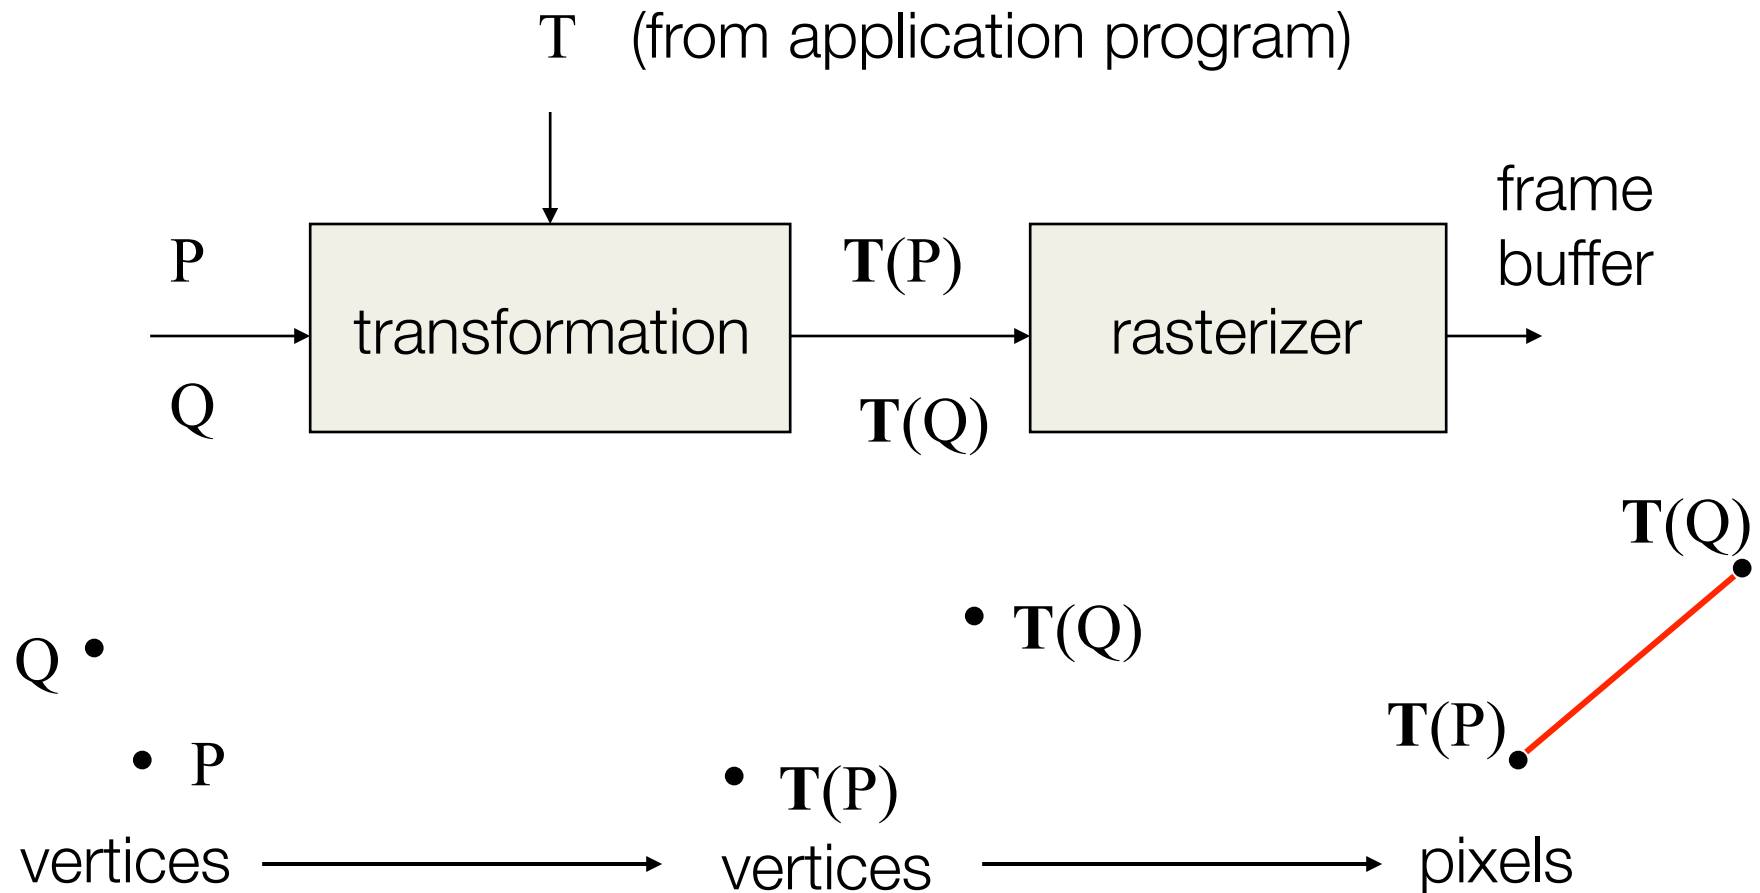 T (from application program)
frame
buffer
P
T(P)
transformation
rasterizer
Q
T(Q)
T(Q)
Q
T(Q)
T(P)
P
T(P)
vertices
vertices
pixels